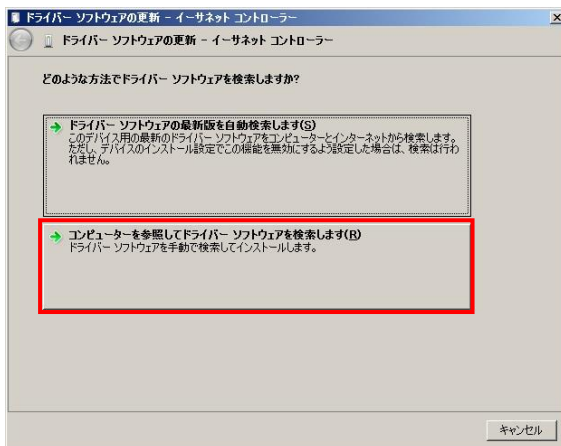 ドライバー ソフトウェアの更新 - イーサネット コントローラー
ドライバー ソフトウェアの更新 - イーサネット コントローラー
どのような方法でドライバー ソフトウェアを検索しますか?
ドライバー ソフトウェアの最新版を自動検索します(S)
このデバイス用の最新のドライバー ソフトウェアをコンピューターとインターネットから検索します。
ただし、デバイスのインストール設定でこの機能を無効にするよう設定した場合は、検索は行わ
れません。
コンピューターを参照してドライバー ソフトウェアを検索します(R)
ドライバー ソフトウェアを手動で検索してインストールします。
キャンセル